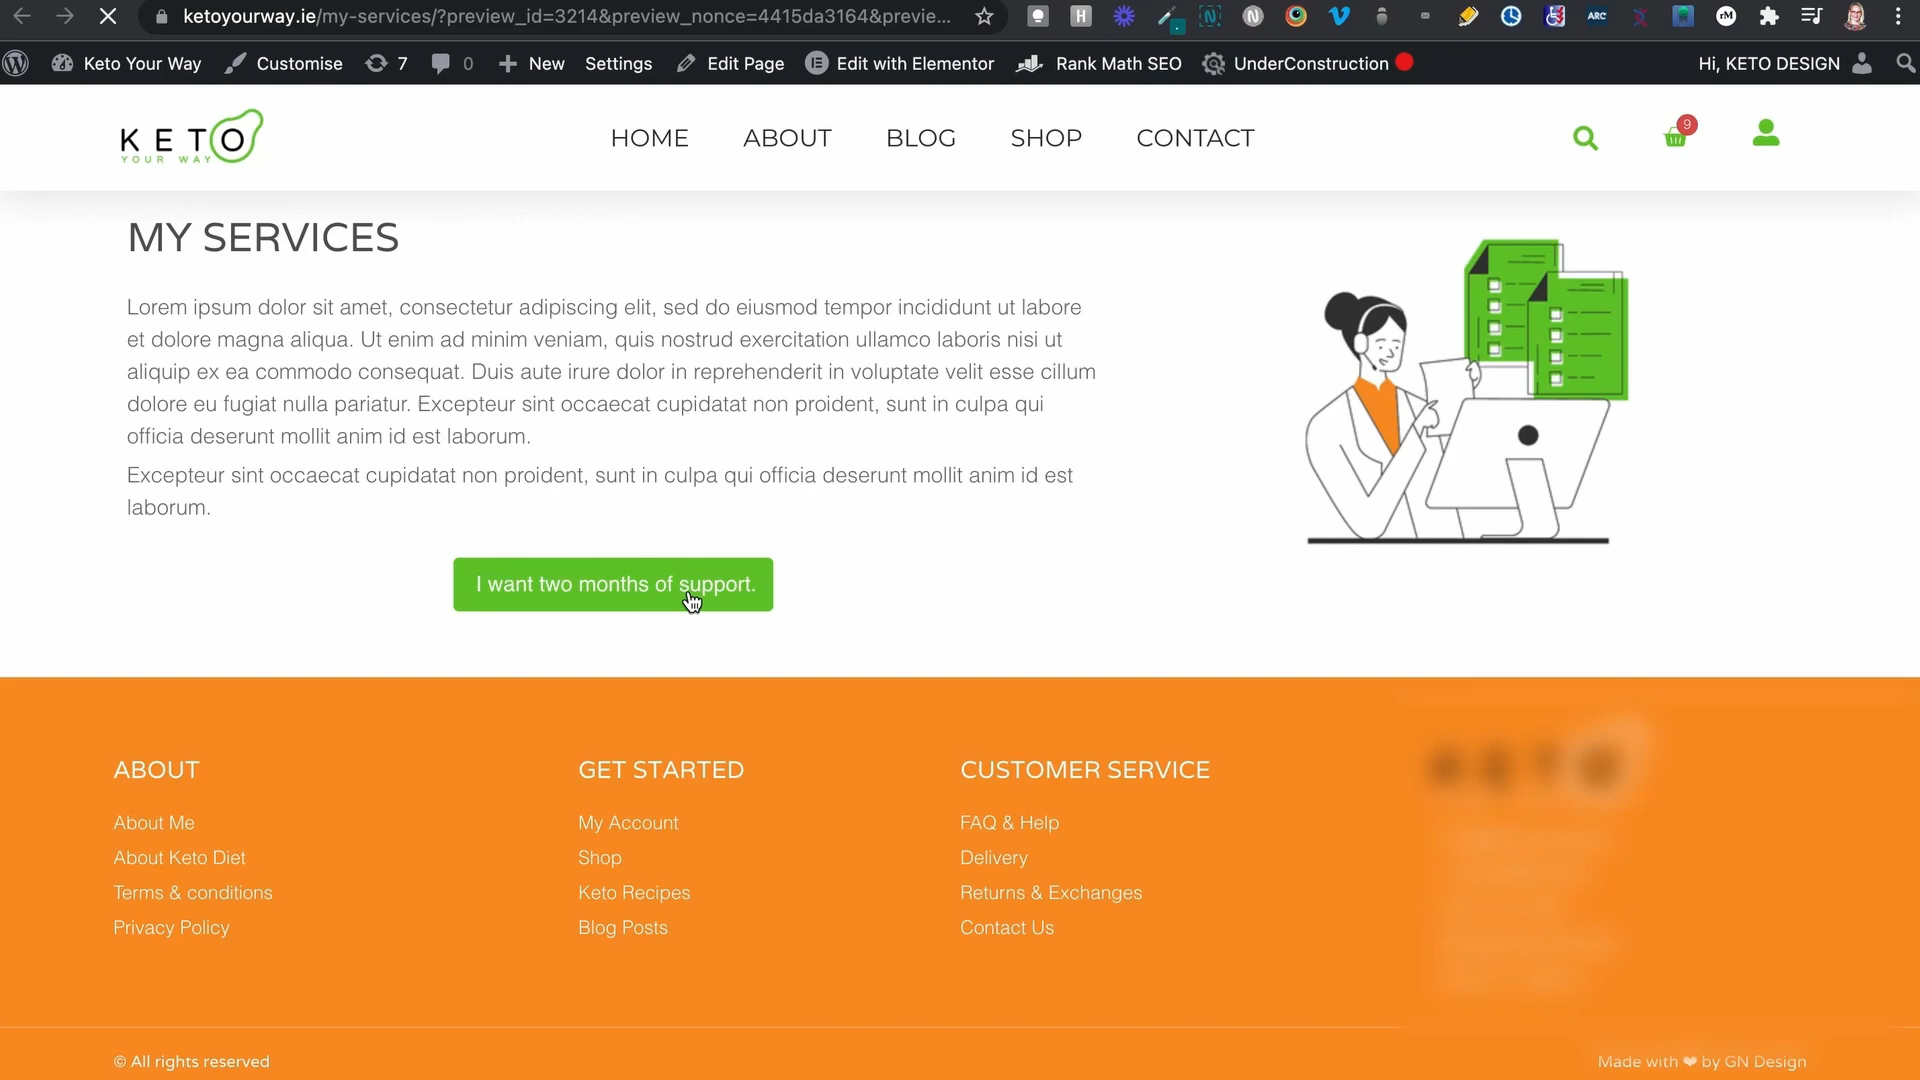 ketoyourway.ie/my-services/?preview_id=3214&preview_nonce=4415da3164&previe...
Keto Your Way Customise 7 0 New Settings Edit Page Edit with Elementor Rank Math SEO UnderConstruction Hi, KETO DESIGN
KETO
YOUR WAY
HOME ABOUT BLOG SHOP CONTACT
9
MY SERVICES
Lorem ipsum dolor sit amet, consectetur adipiscing elit, sed do eiusmod tempor incididunt ut labore
et dolore magna aliqua. Ut enim ad minim veniam, quis nostrud exercitation ullamco laboris nisi ut
aliquip ex ea commodo consequat. Duis aute irure dolor in reprehenderit in voluptate velit esse cillum
dolore eu fugiat nulla pariatur. Excepteur sint occaecat cupidatat non proident, sunt in culpa qui
officia deserunt mollit anim id est laborum.
Excepteur sint occaecat cupidatat non proident, sunt in culpa qui officia deserunt mollit anim id est
laborum.
I want two months of support.
ABOUT
About Me
About Keto Diet
Terms & conditions
Privacy Policy
GET STARTED
My Account
Shop
Keto Recipes
Blog Posts
CUSTOMER SERVICE
FAQ & Help
Delivery
Returns & Exchanges
Contact Us
© All rights reserved
Made with ❤ by GN Design